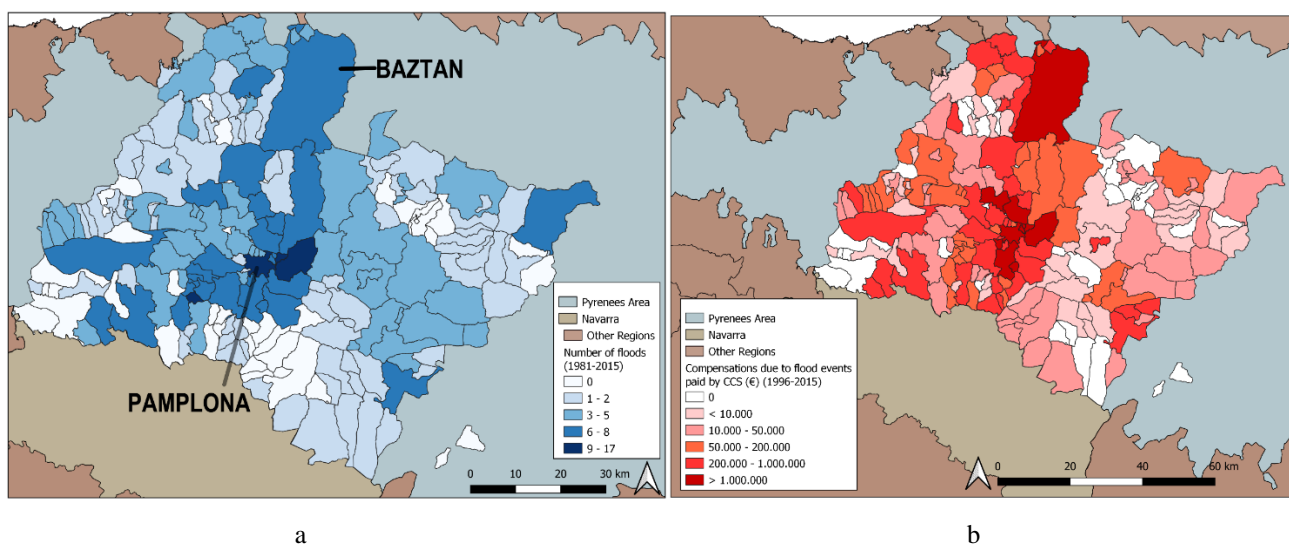 BAZTAN
PAMPLONA
Pyrenees Area
Navarra
Other Regions
Number of floods
(1981-2015)
0
1 - 2
3 - 5
6 - 8
9 - 17
0 10 20 30 km
a
Pyrenees Area
Navarra
Other Regions
Compensations due to flood events
paid by CCS (€) (1996-2015)
0
< 10.000
10.000 - 50.000
50.000 - 200.000
200.000 - 1.000.000
> 1.000.000
0 20 40 60 km
b